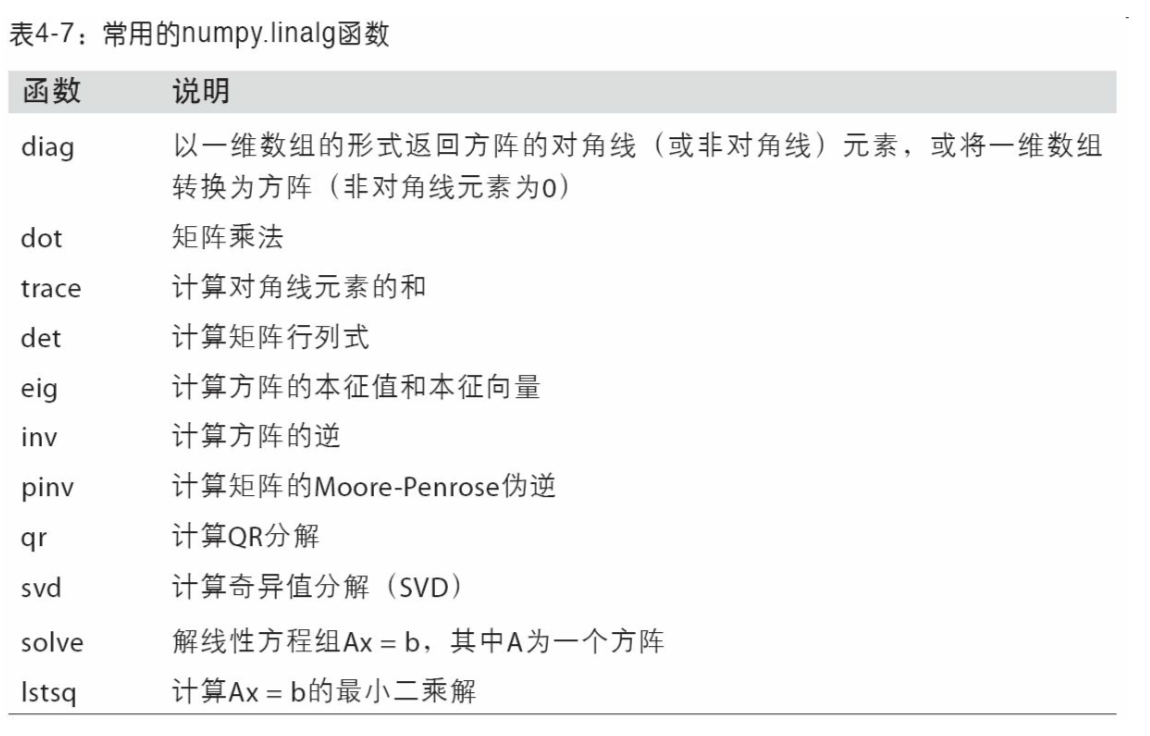 表4-7：常用的numpy.linalg函数
函数 说明
diag 以一维数组的形式返回方阵的对角线（或非对角线）元素，或将一维数组
转换为方阵（非对角线元素为0）
dot 矩阵乘法
trace 计算对角线元素的和
det 计算矩阵行列式
eig 计算方阵的本征值和本征向量
inv 计算方阵的逆
pinv 计算矩阵的Moore-Penrose伪逆
qr 计算QR分解
svd 计算奇异值分解（SVD）
solve 解线性方程组Ax = b，其中A为一个方阵
lstsq 计算Ax = b的最小二乘解